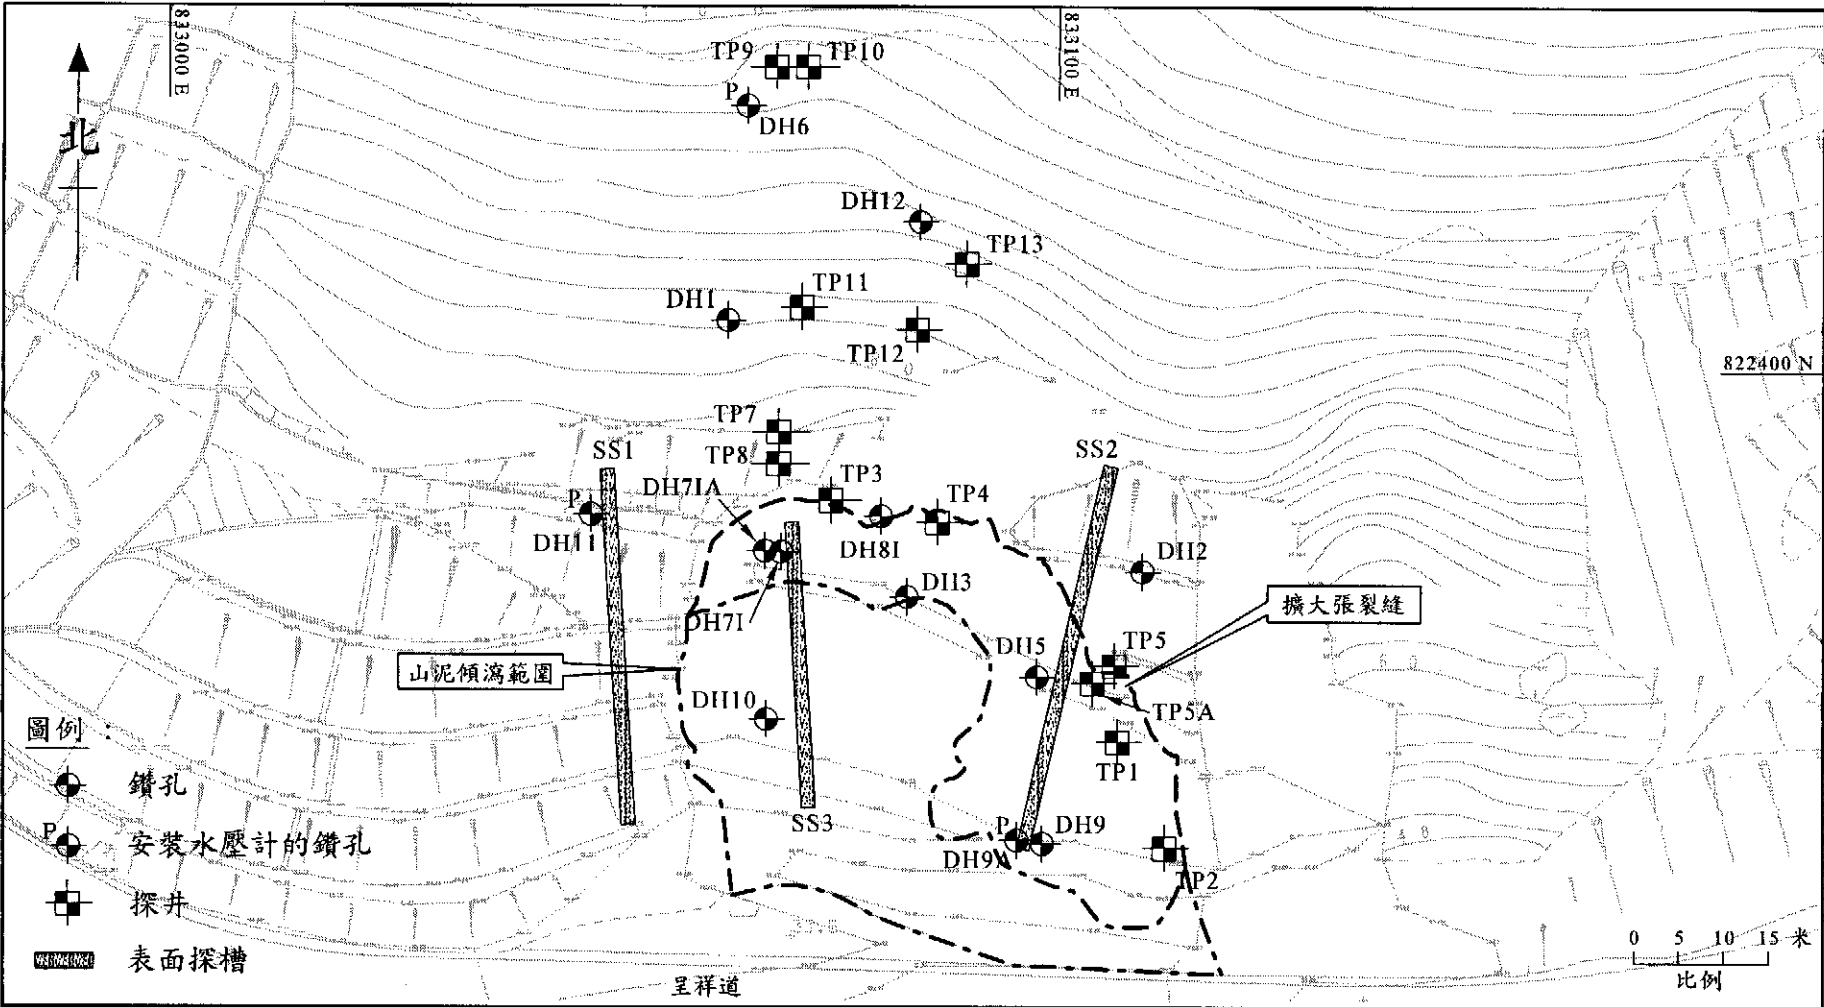 833000 E
833100 E
北
TP9
TP10
P
DH6
DH12
TP13
TP11
DH1
TP12
822400 N
TP7
SS1
SS2
TP8
TP3
DH7IA
TP4
P
DH11
DH8I
DH2
DH3
擴大張裂縫
DH7I
DH5
TP5
山泥傾瀉範圍
DH10
TP5A
圖例 :
TP1
鑽孔
SS3
P
DH9
P
安裝水壓計的鑽孔
DH9A
TP2
探井
0 5 10 15 米
表面探槽
呈祥道
比例